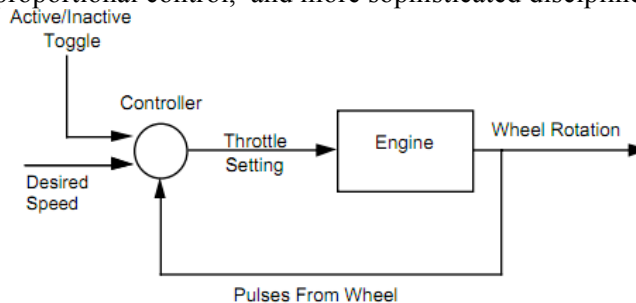 proportional control, and more sophisticated discipline
Active/Inactive
Toggle
Controller
Throttle
Setting
Engine
Wheel Rotation
Desired
Speed
Pulses From Wheel